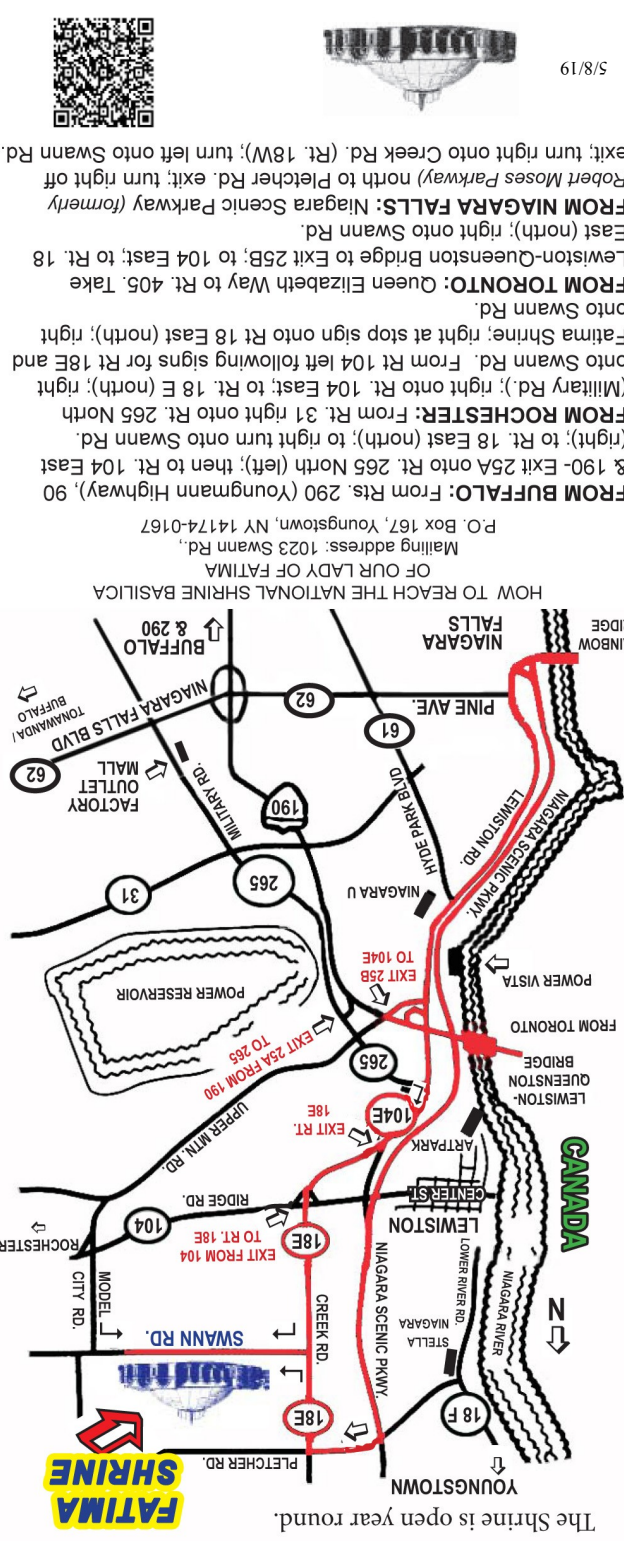 The Shrine is open year round.
FATIMA
SHRINE
YOUNGSTOWN
PLETCHER RD.
18 F
18E
STELLA
NIAGARA
LOWER RIVER RD.
NIAGARA RIVER
N
SWANN RD.
CREEK RD.
NIAGARA SCENIC PKWY.
MODEL
CITY RD.
ROCHESTER
104
RIDGE RD.
18E
EXIT FROM 104
TO RT. 18E
LEWISTON
CENTER ST.
CANADA
ARTPARK
EXIT RT.
18E
104E
UPPER MTN. RD.
265
LEWISTON-
QUEENSTON
BRIDGE
FROM TORONTO
EXIT 25A FROM 190
TO 265
EXIT 25B
TO 104E
POWER VISTA
POWER RESERVOIR
NIAGARA U
31
265
190
HYDE PARK BLVD
LEWISTON RD.
NIAGARA SCENIC PKWY.
MILITARY RD.
FACTORY
OUTLET
MALL
62
NIAGARA FALLS BLVD
TONAWANDA /
BUFFALO
61
62
PINE AVE.
BUFFALO
& 290
NIAGARA
FALLS
INBOW
RIDGE
HOW TO REACH THE NATIONAL SHRINE BASILICA
OF OUR LADY OF FATIMA
Mailing address: 1023 Swann Rd.,
P.O. Box 167, Youngstown, NY 14174-0167
FROM BUFFALO: From Rts. 290 (Youngmann Highway), 90
& 190- Exit 25A onto Rt. 265 North (left); then to Rt. 104 East
(right); to Rt. 18 East (north); to right turn onto Swann Rd.
FROM ROCHESTER: From Rt. 31 right onto Rt. 265 North
(Military Rd.); right onto Rt. 104 East; to Rt. 18 E (north); right
onto Swann Rd. From Rt 104 left following signs for Rt 18E and
Fatima Shrine; right at stop sign onto Rt 18 East (north); right
onto Swann Rd.
FROM TORONTO: Queen Elizabeth Way to Rt. 405. Take
Lewiston-Queenston Bridge to Exit 25B; to 104 East; to Rt. 18
East (north); right onto Swann Rd.
FROM NIAGARA FALLS: Niagara Scenic Parkway (formerly
Robert Moses Parkway) north to Pletcher Rd. exit; turn right off
exit; turn right onto Creek Rd. (Rt. 18W); turn left onto Swann Rd.
5/8/19